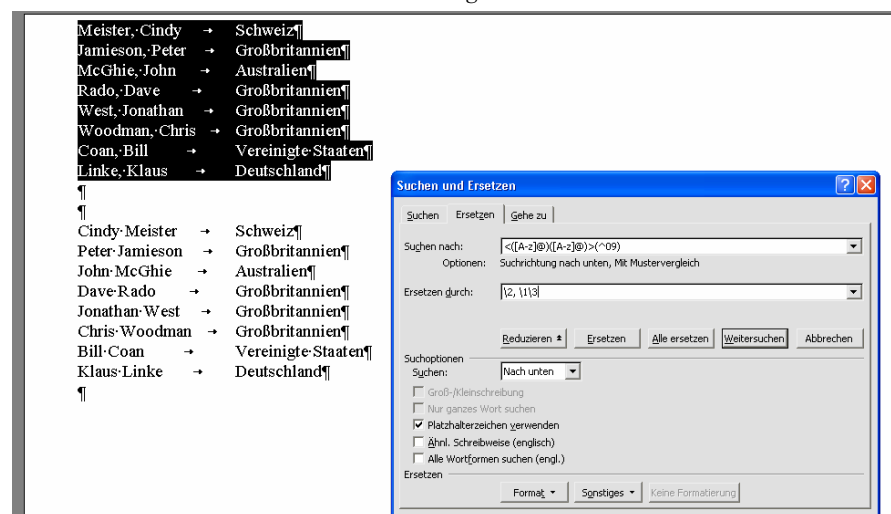 Meister,·Cindy → Schweiz¶
Jamieson,·Peter → Großbritannien¶
McGhie,·John → Australien¶
Rado,·Dave → Großbritannien¶
West,·Jonathan → Großbritannien¶
Woodman,·Chris → Großbritannien¶
Coan,·Bill → Vereinigte·Staaten¶
Linke,·Klaus → Deutschland¶
¶
¶
Cindy·Meister → Schweiz¶
Peter·Jamieson → Großbritannien¶
John·McGhie → Australien¶
Dave·Rado → Großbritannien¶
Jonathan·West → Großbritannien¶
Chris·Woodman → Großbritannien¶
Bill·Coan → Vereinigte·Staaten¶
Klaus·Linke → Deutschland¶
¶
Suchen und Ersetzen
Suchen Ersetzen Gehe zu
Suchen nach: <([A-z]@)([A-z]@)>(^09)
Optionen: Suchrichtung nach unten, Mit Mustervergleich
Ersetzen durch: \2, \1\3
Reduzieren Ersetzen Alle ersetzen Weitersuchen Abbrechen
Suchoptionen
Suchen: Nach unten
Groß-/Kleinschreibung
Nur ganzes Wort suchen
Platzhalterzeichen verwenden
Ähnl. Schreibweise (englisch)
Alle Wortformen suchen (engl.)
Ersetzen
Format Sonstiges Keine Formatierung